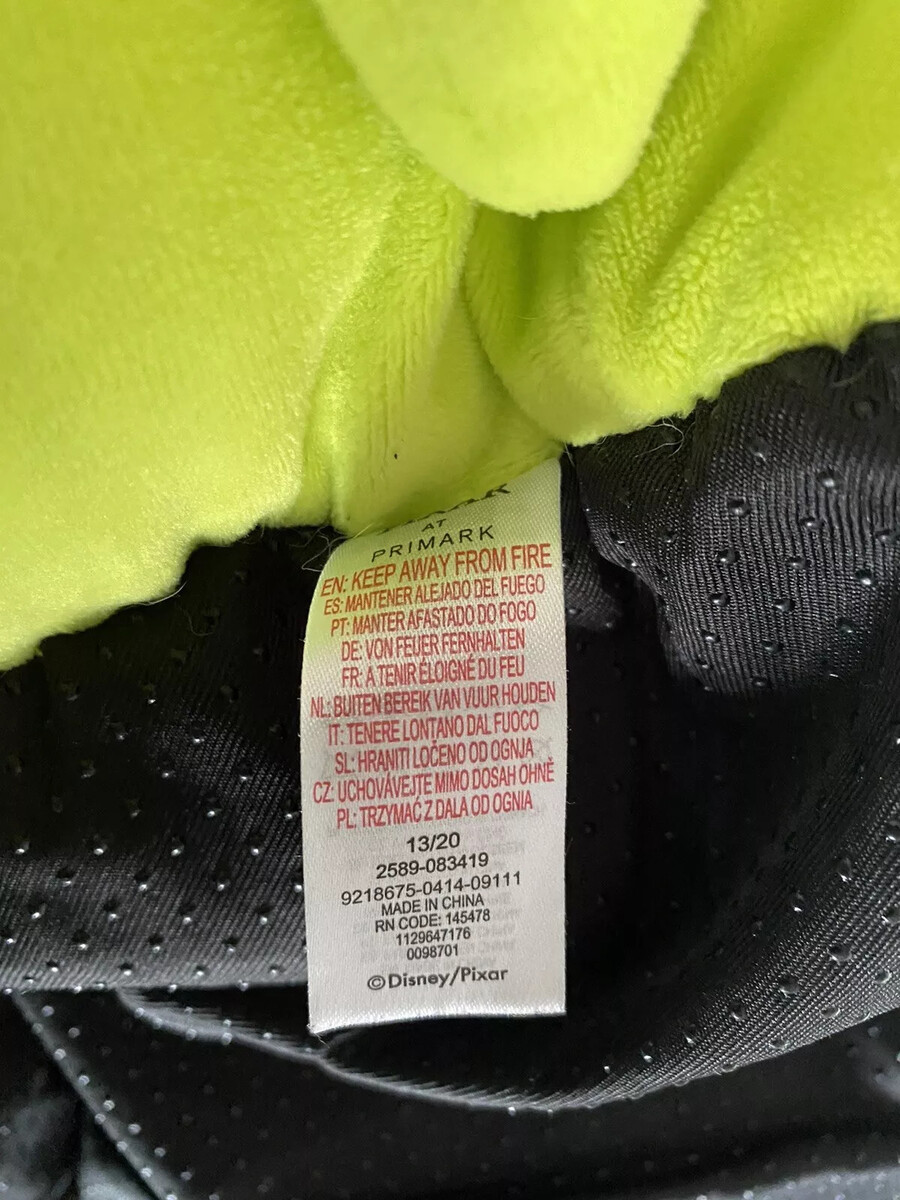 AT
PRIMARK
EN: KEEP AWAY FROM FIRE
ES: MANTENER ALEJADO DEL FUEGO
PT: MANTER AFASTADO DO FOGO
DE: VON FEUER FERNHALTEN
FR: A TENIR ÉLOIGNÉ DU FEU
NL: BUITEN BEREIK VAN VUUR HOUDEN
IT: TENERE LONTANO DAL FUOCO
SL: HRANITI LOČENO OD OGNJA
CZ: UCHOVÁVEJTE MIMO DOSAH OHNĚ
PL: TRZYMAĆ Z DALA OD OGNIA
13/20
2589-083419
9218675-0414-09111
MADE IN CHINA
RN CODE: 145478
1129647176
0098701
©Disney/Pixar